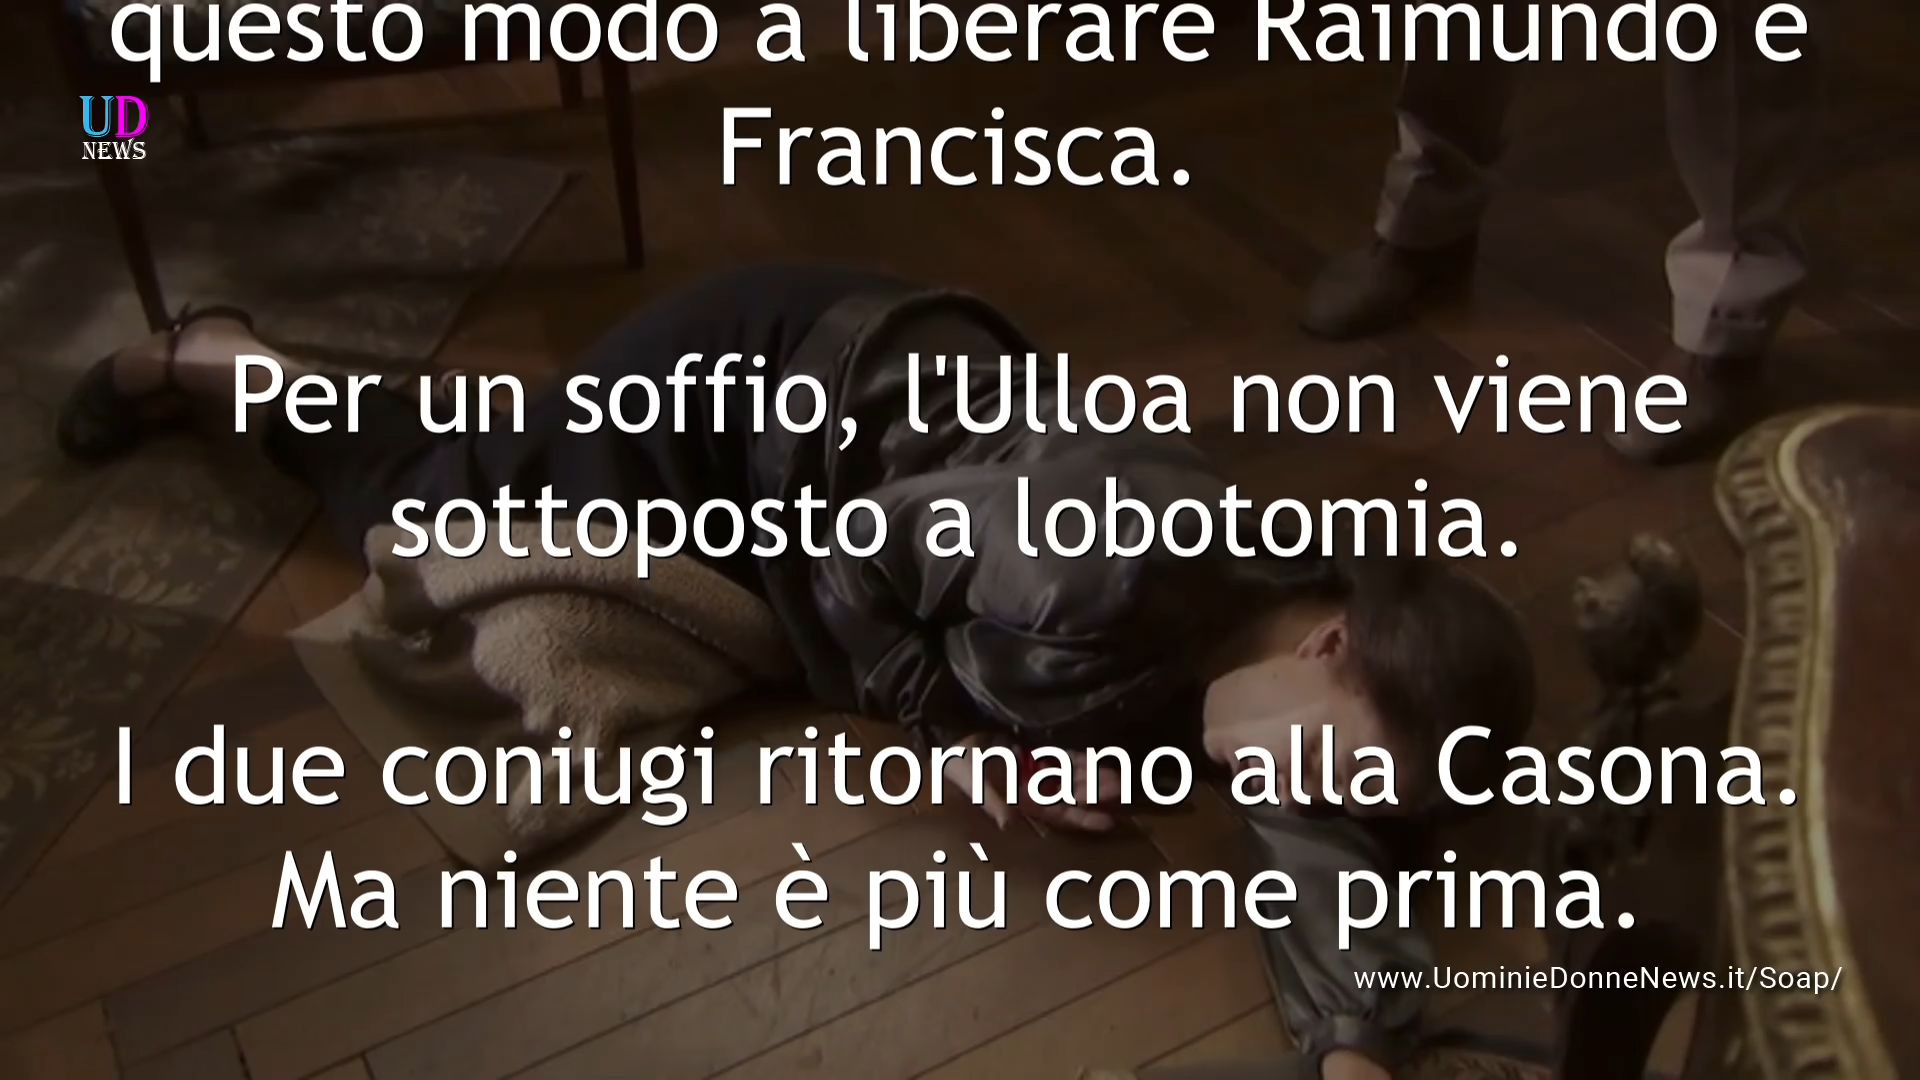 questo modo a liberare Raimundo e
Francisca.
UD
NEWS
Per un soffio, l'Ulloa non viene
sottoposto a lobotomia.
I due coniugi ritornano alla Casona.
Ma niente è più come prima.
www.UominieDonneNews.it/Soap/